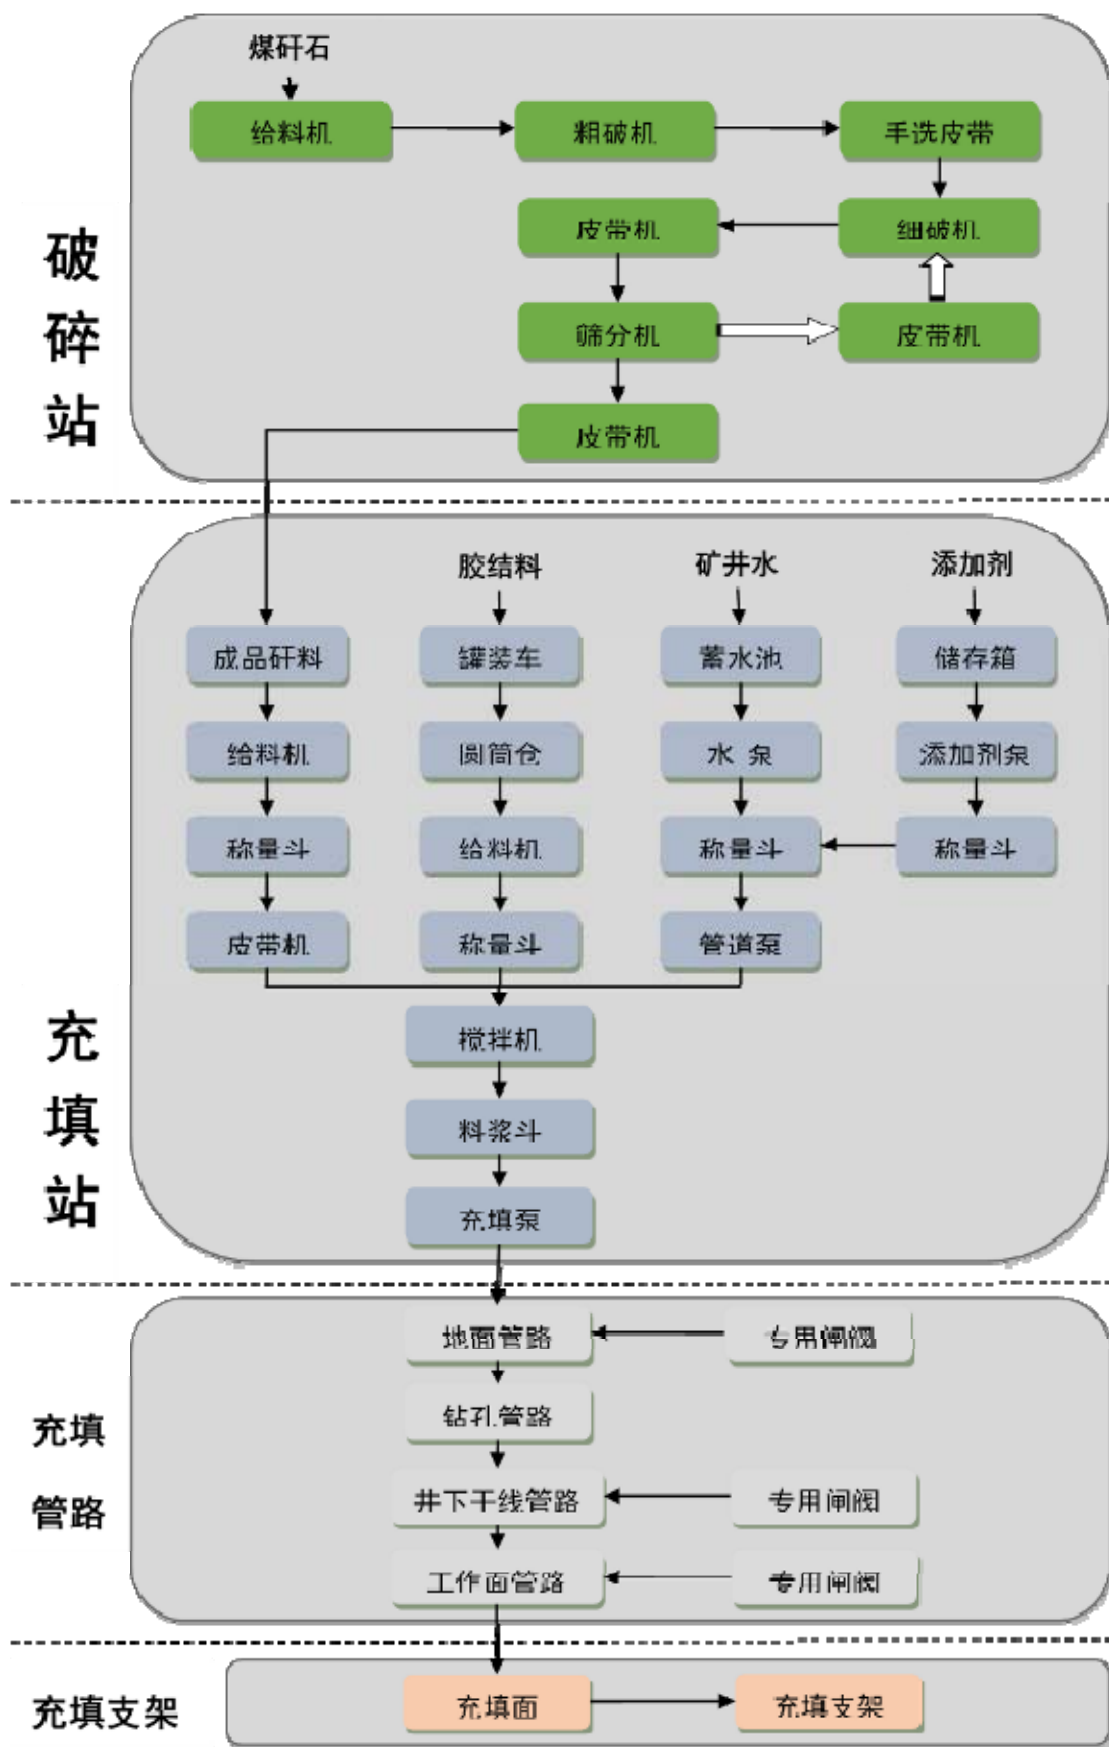 煤矸石
给料机
粗破机
手选皮带
皮带机
细破机
筛分机
皮带机
皮带机
破碎站
胶结料
矿井水
添加剂
成品矸料
罐装车
蓄水池
储存箱
给料机
圆筒仓
水 泵
添加剂泵
称量斗
给料机
称量斗
称量斗
皮带机
称量斗
管道泵
搅拌机
料浆斗
充填泵
充填站
地面管路
专用闸阀
钻孔管路
井下干线管路
专用闸阀
工作面管路
专用闸阀
充填
管路
充填面
充填支架
充填支架